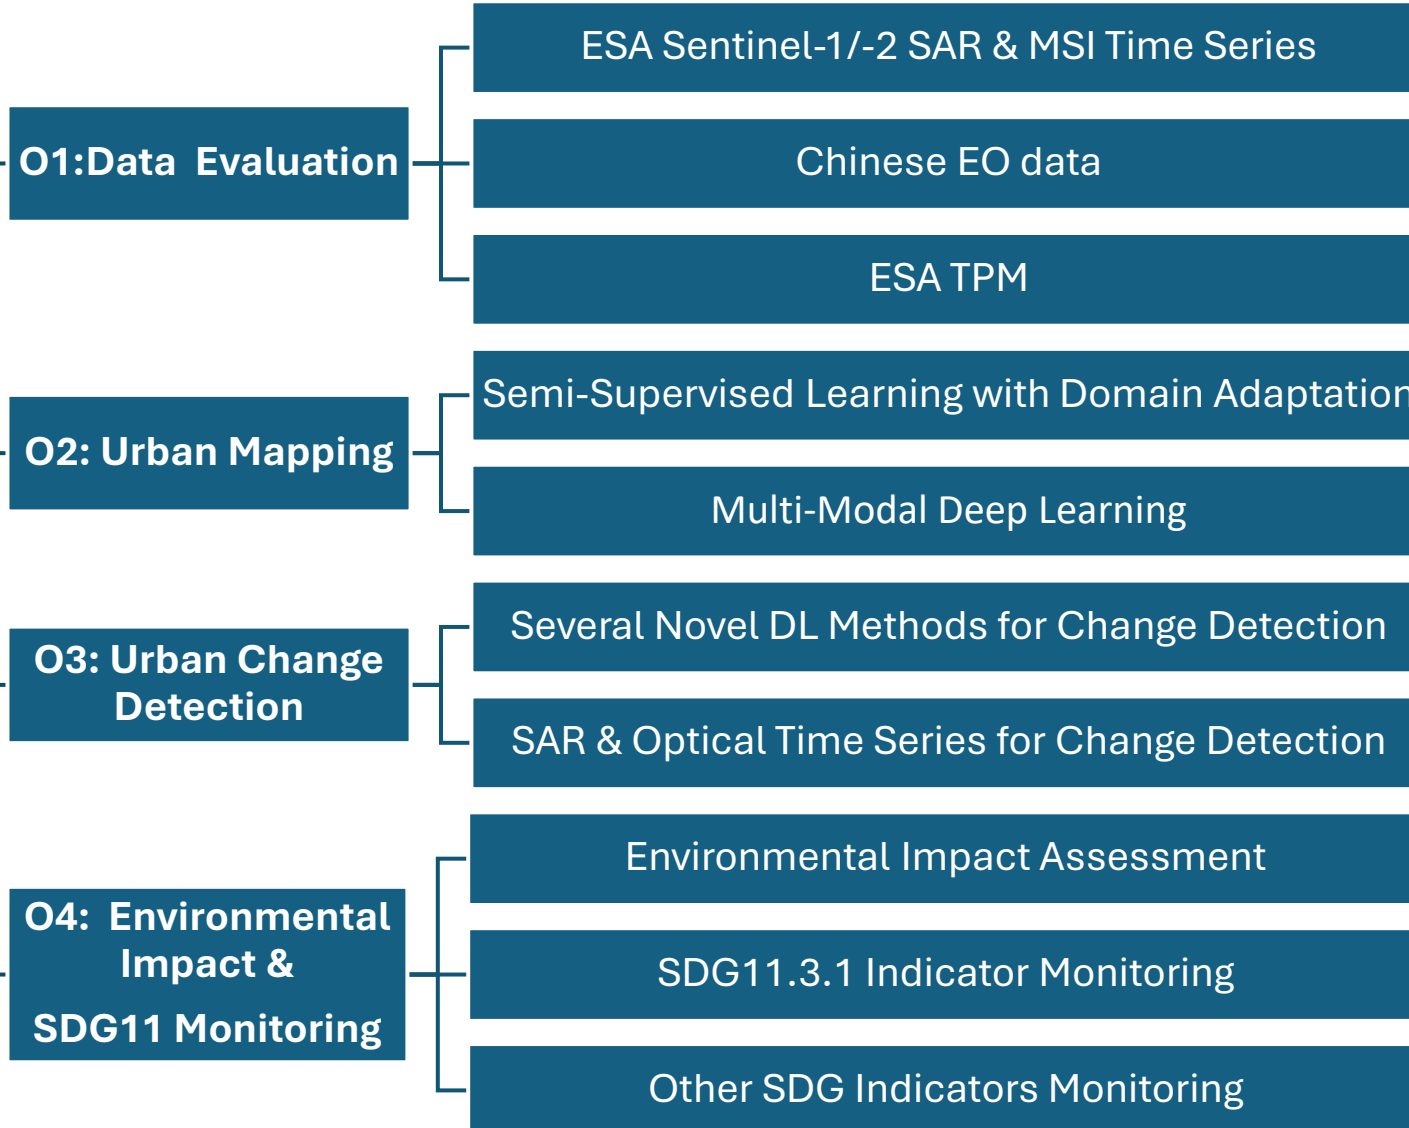 ESA Sentinel-1/-2 SAR & MSI Time Series
O1:Data  Evaluation
Chinese EO data
ESA TPM
Semi-Supervised Learning with Domain Adaptation
O2: Urban Mapping
Multi-Modal Deep Learning
Several Novel DL Methods for Change Detection
O3: Urban Change
Detection
SAR & Optical Time Series for Change Detection
Environmental Impact Assessment
O4:  Environmental
Impact &
SDG11 Monitoring
SDG11.3.1 Indicator Monitoring
Other SDG Indicators Monitoring